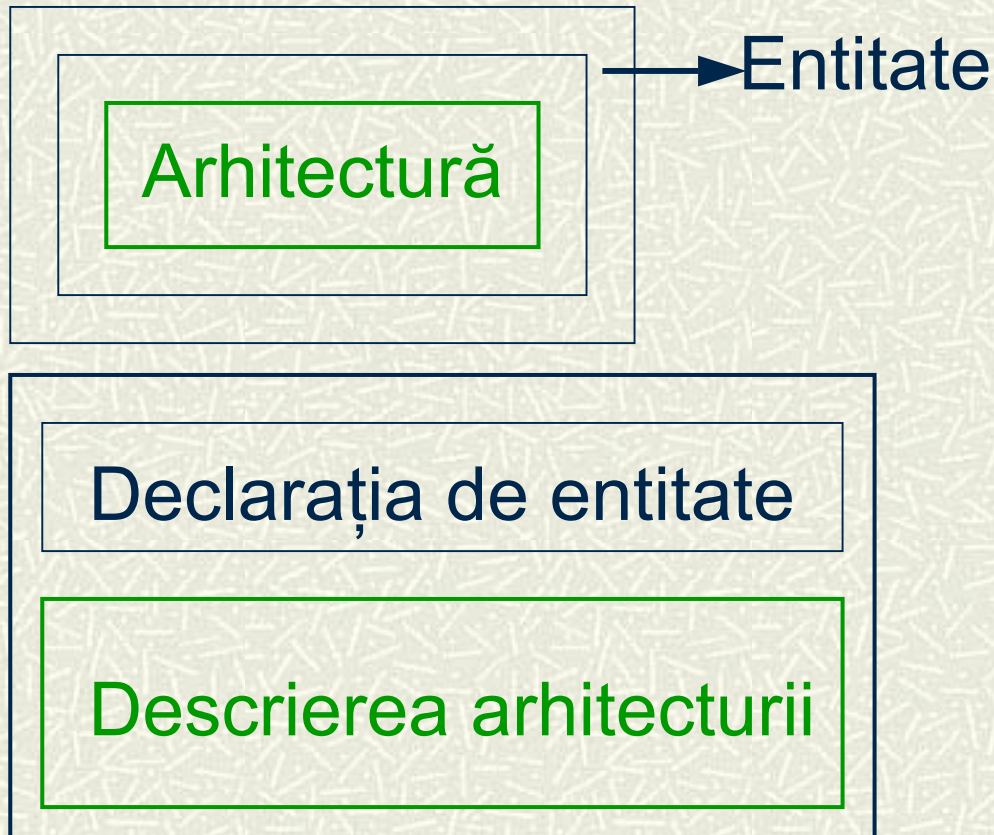 Entitate
Arhitectură
Declarația de entitate
Descrierea arhitecturii